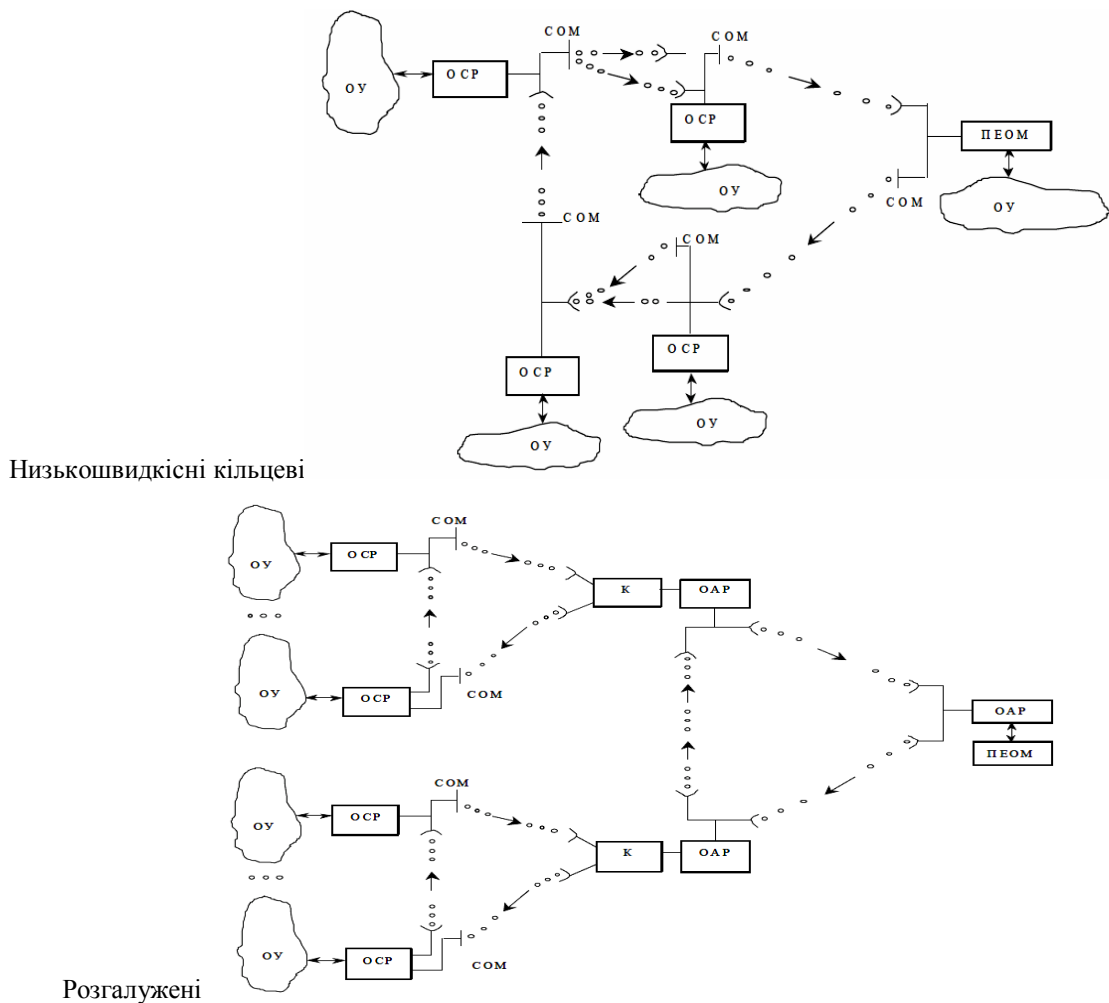 СОМ
СОМ
ОУ
ОСР
ОСР
ПЕОМ
ОУ
СОМ
ОУ
СОМ
СОМ
ОСР
ОСР
ОУ
ОУ
Низькошвидкісні кільцеві
СОМ
ОУ
ОСР
К
ОАР
ОУ
ОСР
СОМ
ОАР
ПЕОМ
СОМ
ОУ
ОСР
К
ОАР
ОУ
ОСР
СОМ
Розгалужені